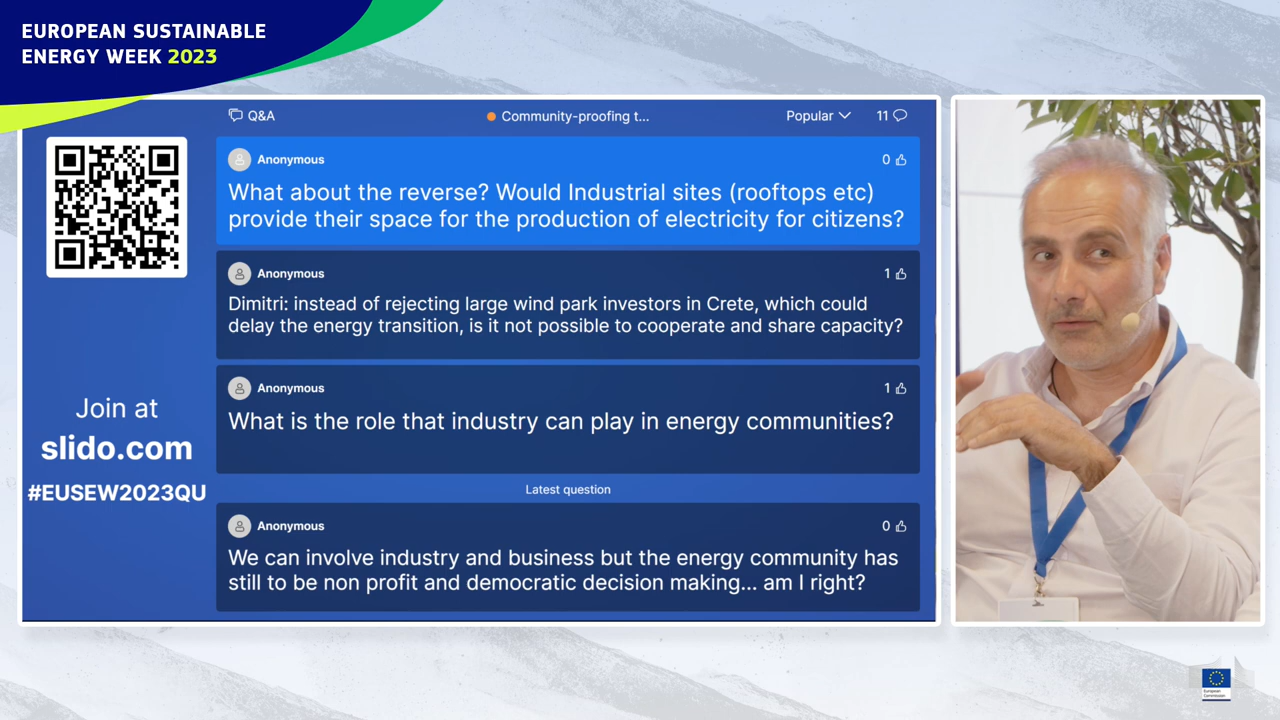 EUROPEAN SUSTAINABLE
ENERGY WEEK 2023
Q&A
Community-proofing t...
Popular
11
Anonymous
0
What about the reverse? Would Industrial sites (rooftops etc)
provide their space for the production of electricity for citizens?
Anonymous
1
Dimitri: instead of rejecting large wind park investors in Crete, which could
delay the energy transition, is it not possible to cooperate and share capacity?
Anonymous
1
What is the role that industry can play in energy communities?
Join at
slido.com
#EUSEW2023QU
Latest question
Anonymous
0
We can involve industry and business but the energy community has
still to be non profit and democratic decision making... am I right?
European
Commission